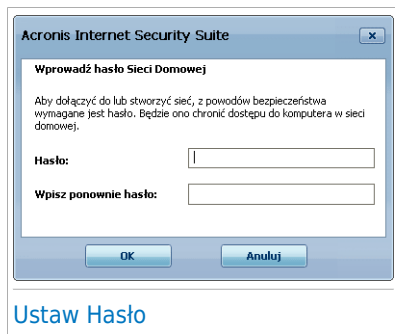 Acronis Internet Security Suite
Wprowadź hasło Sieci Domowej
Aby dołączyć do lub stworzyć sieć, z powodów bezpieczeństwa
wymagane jest hasło. Będzie ono chronić dostępu do komputera w sieci
domowej.
Hasło:
Wpisz ponownie hasło:
OK Anuluj
Ustaw Hasło